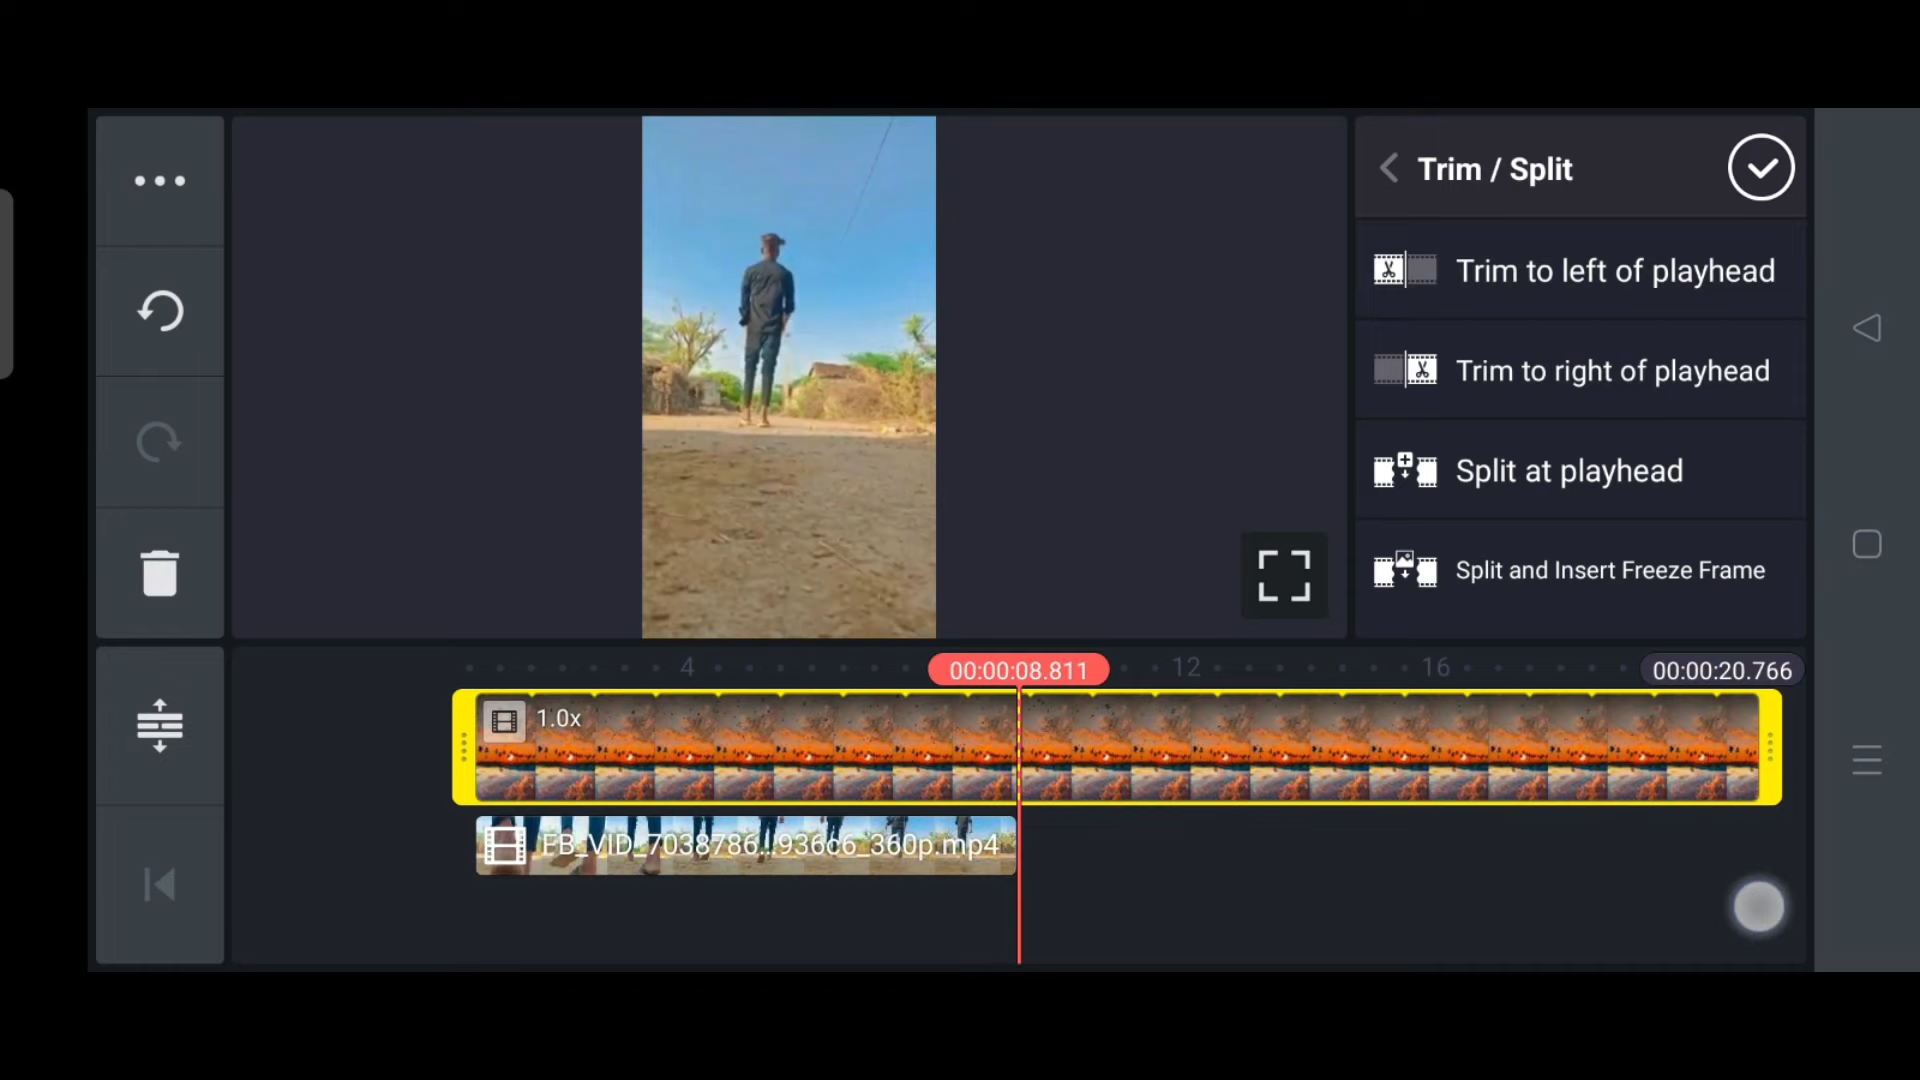 Trim / Split
Trim to left of playhead
Trim to right of playhead
Split at playhead
Split and Insert Freeze Frame
4
00:00:08.811
12
16
00:00:20.766
1.0x
FB_VID_7038786...936c6_360p.mp4